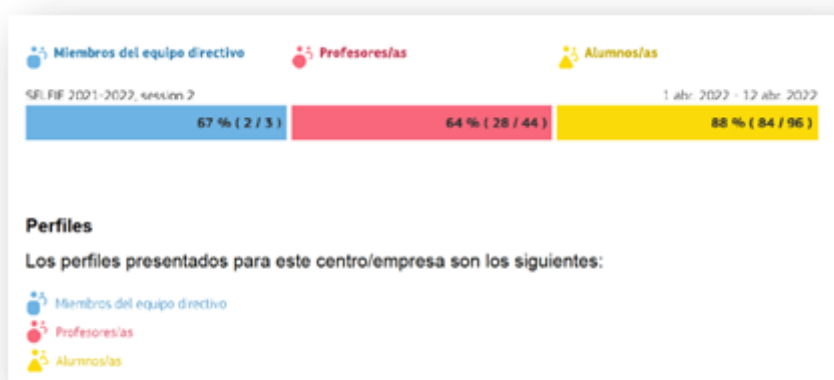 Miembros del equipo directivo Profesores/as Alumnos/as
SELFIE 2021-2022, session 2 1 abr. 2022 - 12 abr. 2022
67 % ( 2 / 3 ) 64 % ( 28 / 44 ) 88 % ( 84 / 96 )
Perfiles
Los perfiles presentados para este centro/empresa son los siguientes:
Miembros del equipo directivo
Profesores/as
Alumnos/as